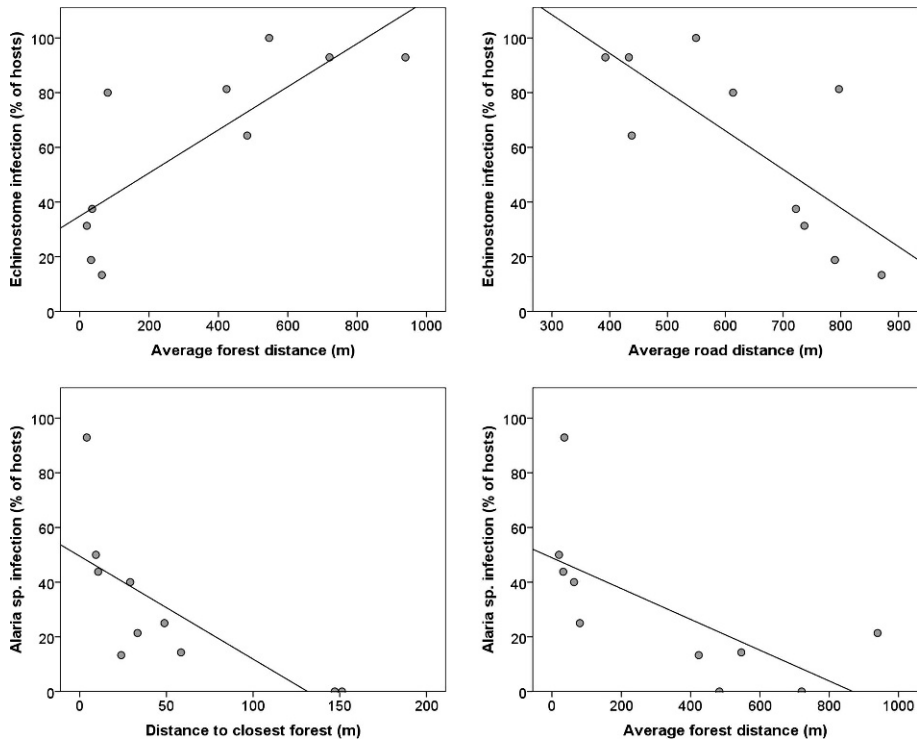 Echinostome infection (% of hosts)
100
80
60
40
20
0
0 200 400 600 800 1000
Average forest distance (m)
Echinostome infection (% of hosts)
100
80
60
40
20
0
300 400 500 600 700 800 900
Average road distance (m)
Alaria sp. infection (% of hosts)
100
80
60
40
20
0
0 50 100 150 200
Distance to closest forest (m)
Alaria sp. infection (% of hosts)
100
80
60
40
20
0
0 200 400 600 800 1000
Average forest distance (m)